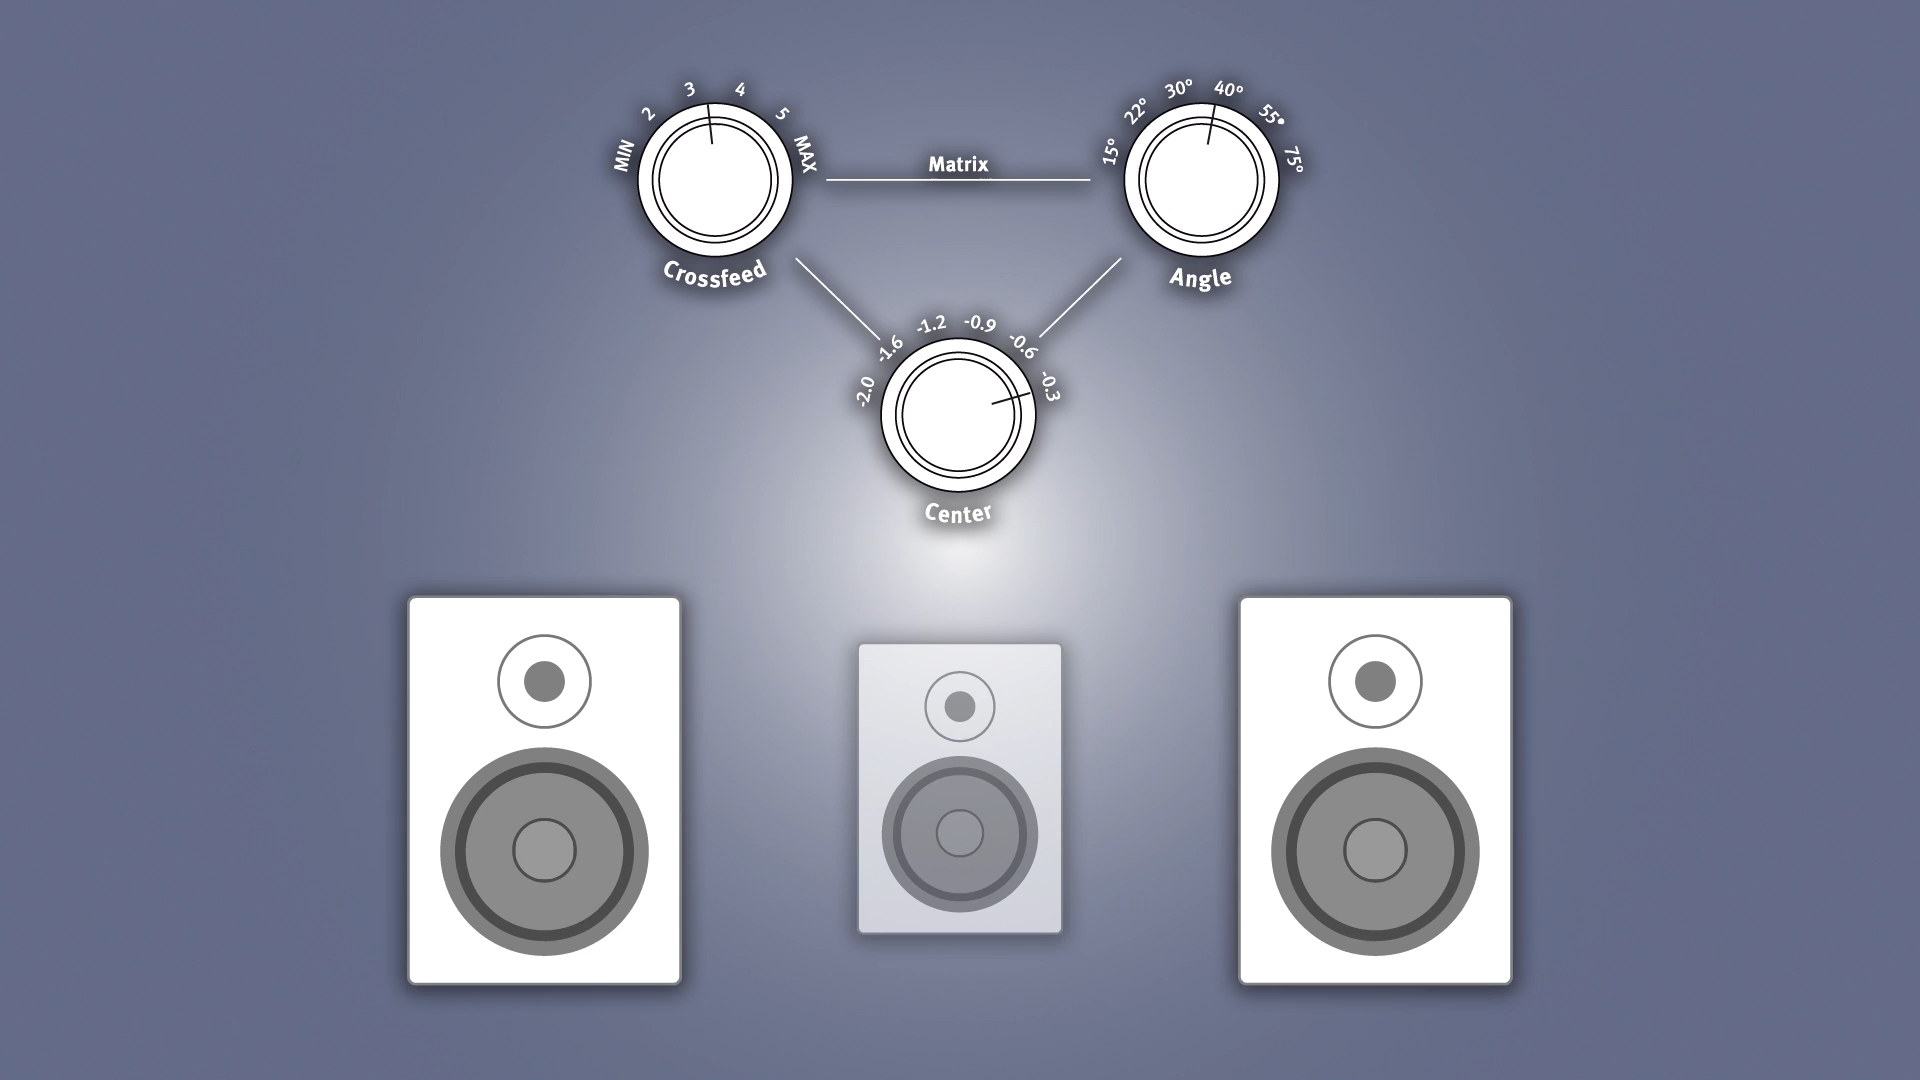 MIN 2 3 4 5 MAX
Crossfeed
Matrix
15° 22° 30° 40° 55° 75°
Angle
-2.0 -1.6 -1.2 -0.9 -0.6 -0.3
Center